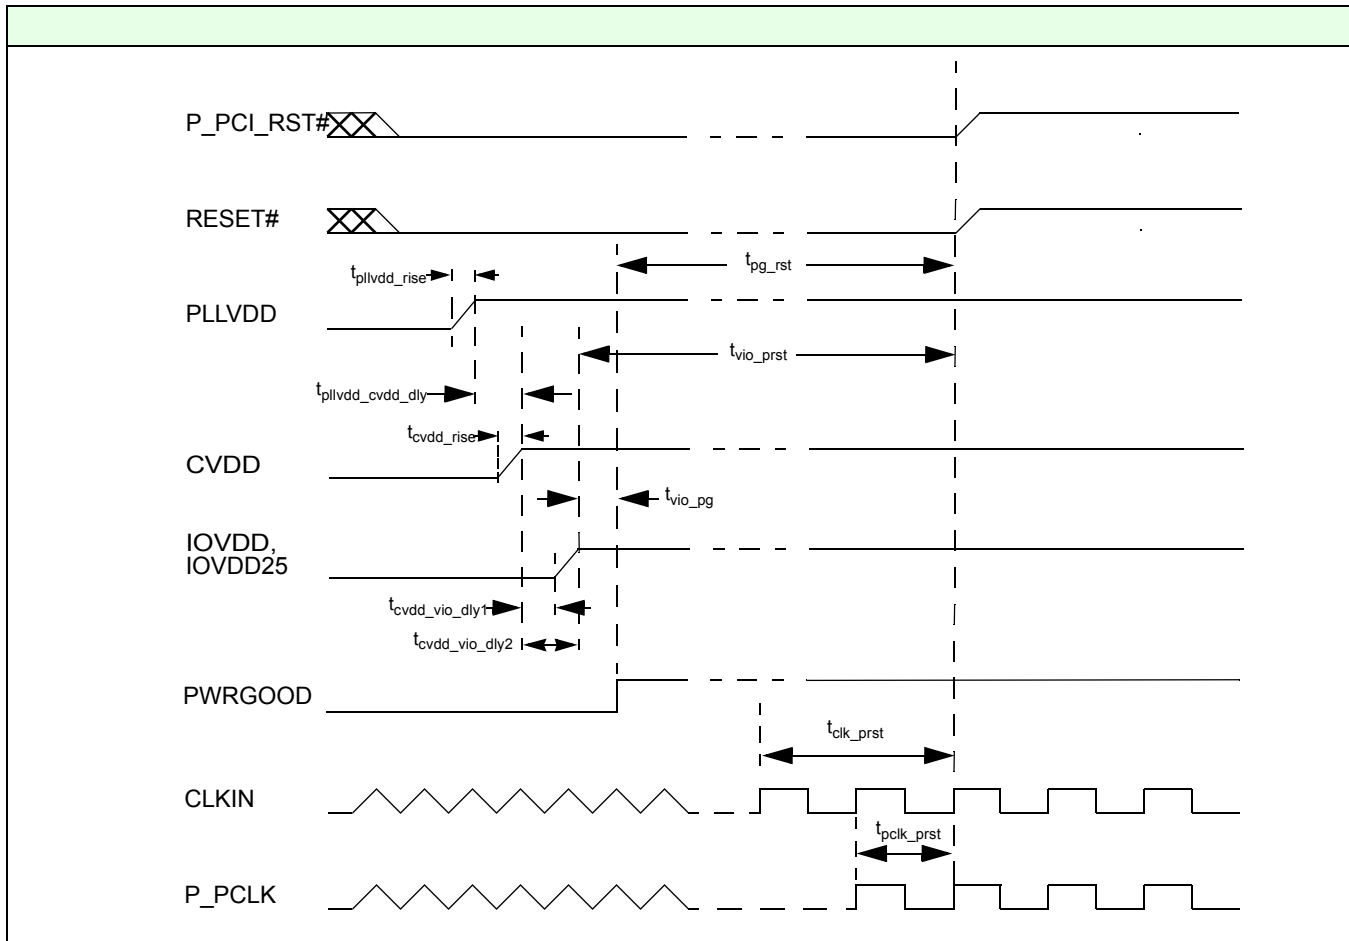 P_PCI_RST#
RESET#
tpg_rst
tpllvdd_rise
PLLVDD
tvio_prst
tpllvdd_cvdd_dly
tcvdd_rise
CVDD
tvio_pg
IOVDD,
IOVDD25
tcvdd_vio_dly1
tcvdd_vio_dly2
PWRGOOD
tclk_prst
CLKIN
tpclk_prst
P_PCLK